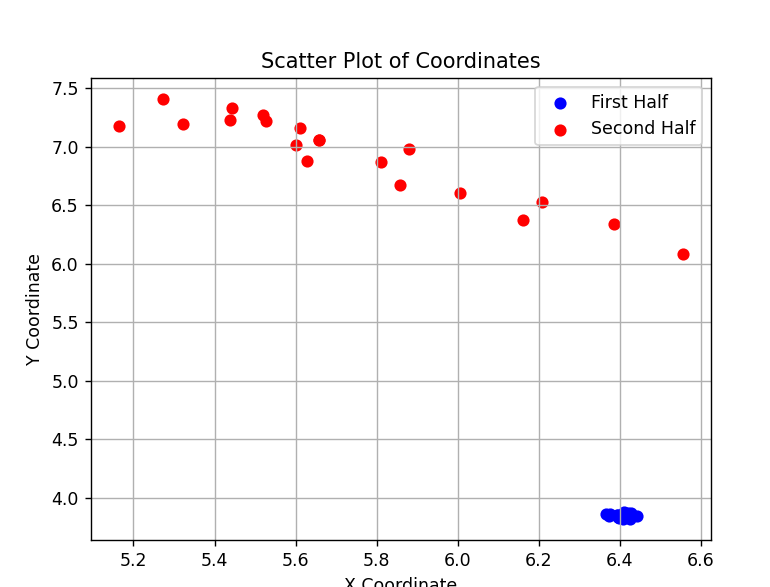 Scatter Plot of Coordinates
First Half
Second Half
7.5
7.0
6.5
6.0
5.5
5.0
4.5
4.0
Y Coordinate
5.2 5.4 5.6 5.8 6.0 6.2 6.4 6.6
X Coordinate